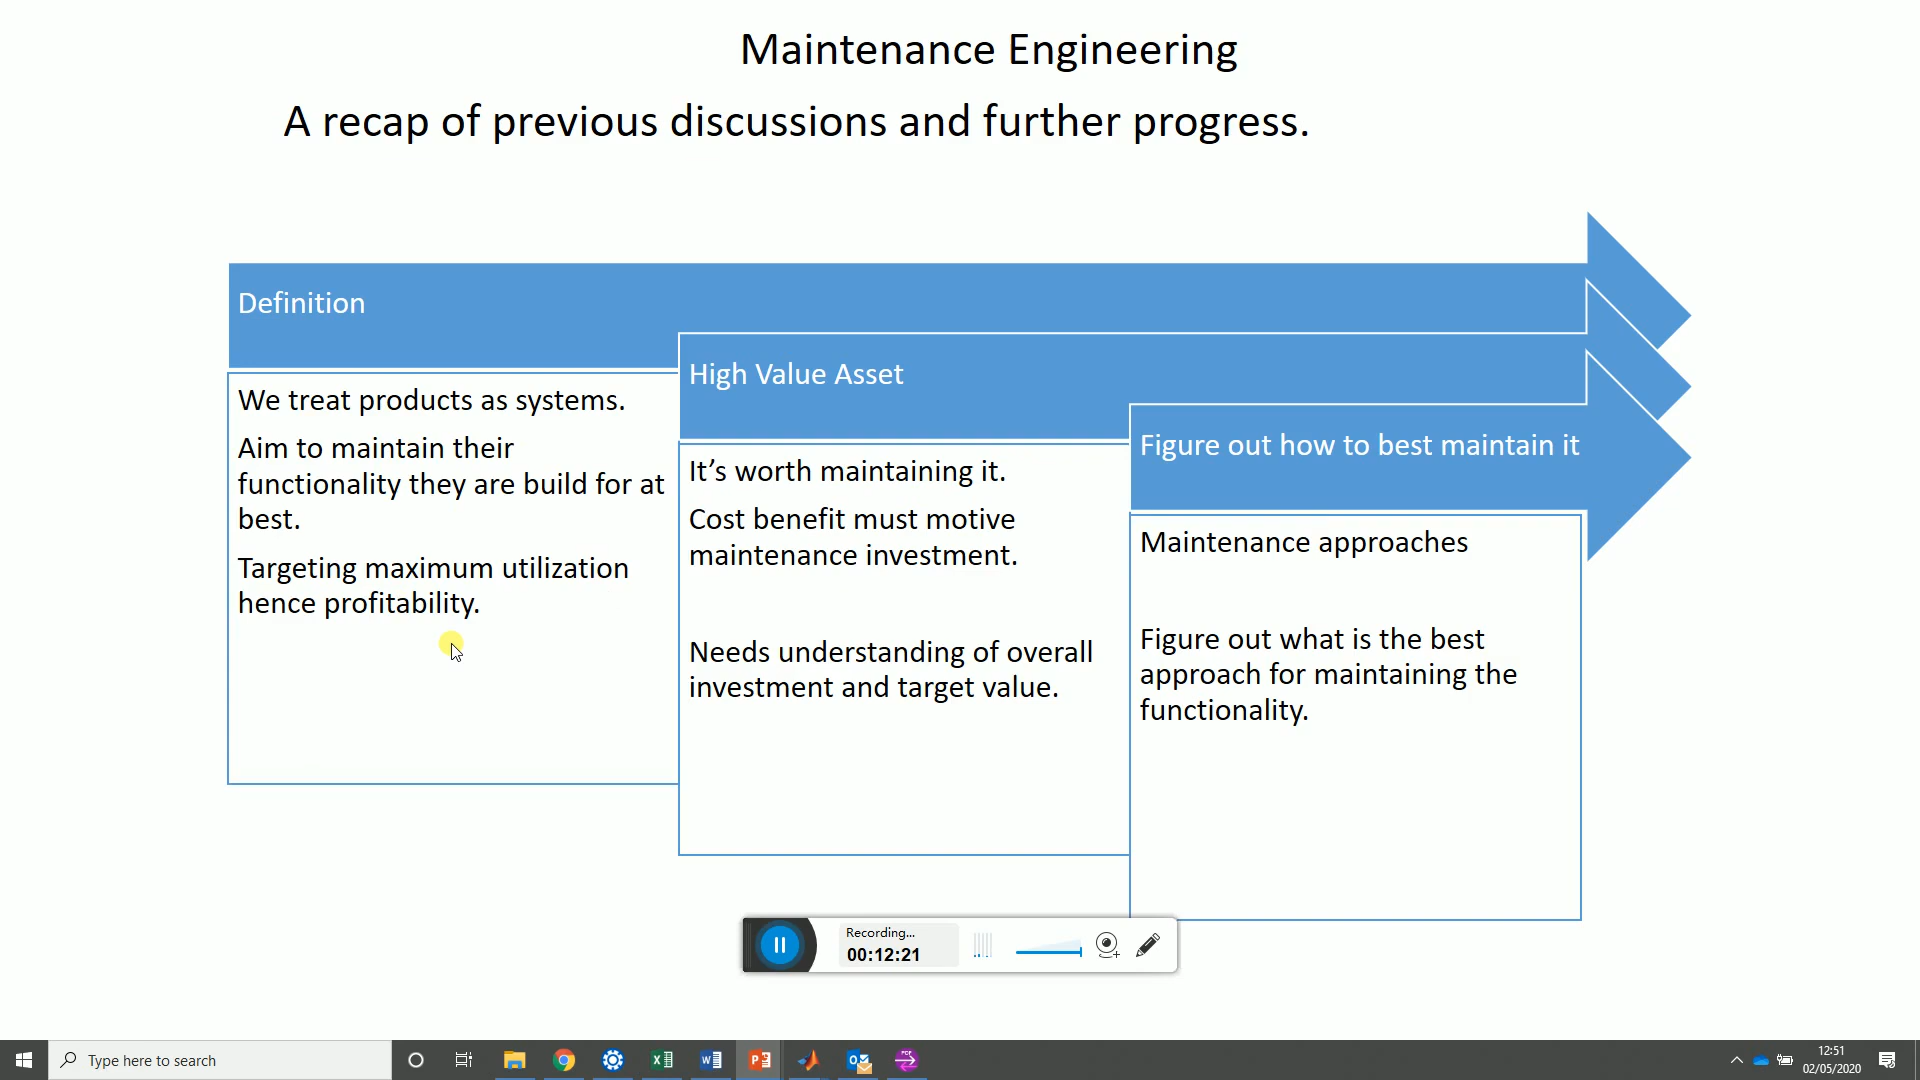 Maintenance Engineering
A recap of previous discussions and further progress.
Definition
We treat products as systems.
Aim to maintain their
functionality they are build for at
best.
Targeting maximum utilization
hence profitability.
High Value Asset
It's worth maintaining it.
Cost benefit must motive
maintenance investment.
Needs understanding of overall
investment and target value.
Figure out how to best maintain it
Maintenance approaches
Figure out what is the best
approach for maintaining the
functionality.
Recording...
00:12:21
Type here to search
12:51
02/05/2020